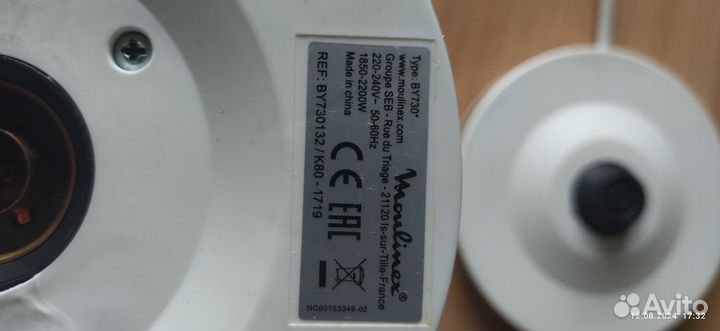 Type: BY730*
www.moulinex.com
Groupe SEB - Rue du Triage - 21120 Is-sur-Tille-France
220-240V~ 50-60Hz
1850-2200W
Made in china
REF: BY730132 / K80 - 1719
CE EAC
Moulinex®
NC00153049-02
Avito
12.08.2024 17:32